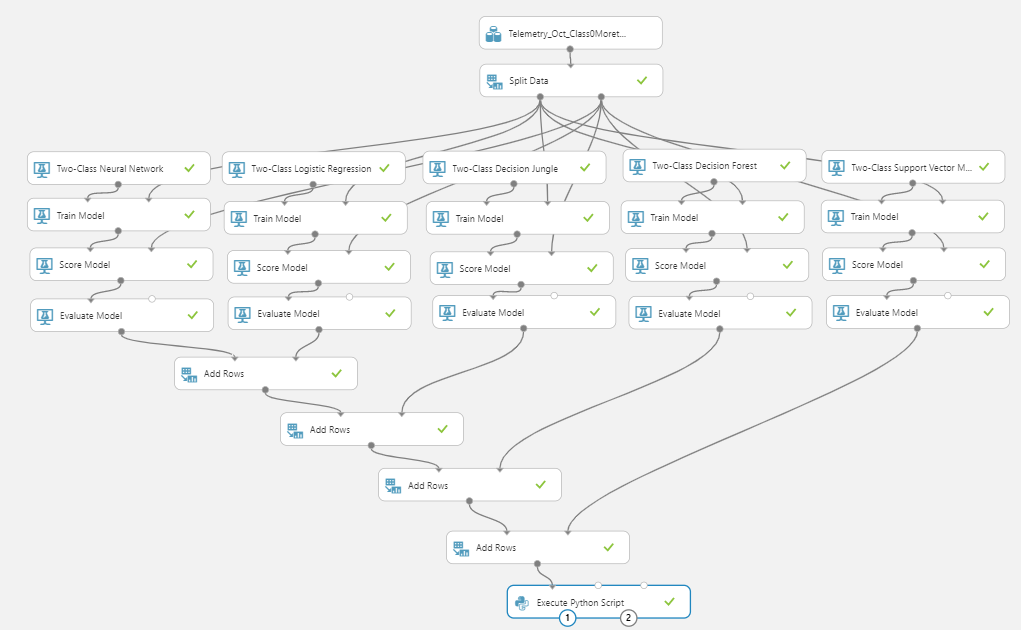 Telemetry_Oct_Class0Moret...
Split Data
Two-Class Neural Network
Two-Class Logistic Regression
Two-Class Decision Jungle
Two-Class Decision Forest
Two-Class Support Vector M...
Train Model
Train Model
Train Model
Train Model
Train Model
Score Model
Score Model
Score Model
Score Model
Score Model
Evaluate Model
Evaluate Model
Evaluate Model
Evaluate Model
Evaluate Model
Add Rows
Add Rows
Add Rows
Add Rows
Execute Python Script
1 2